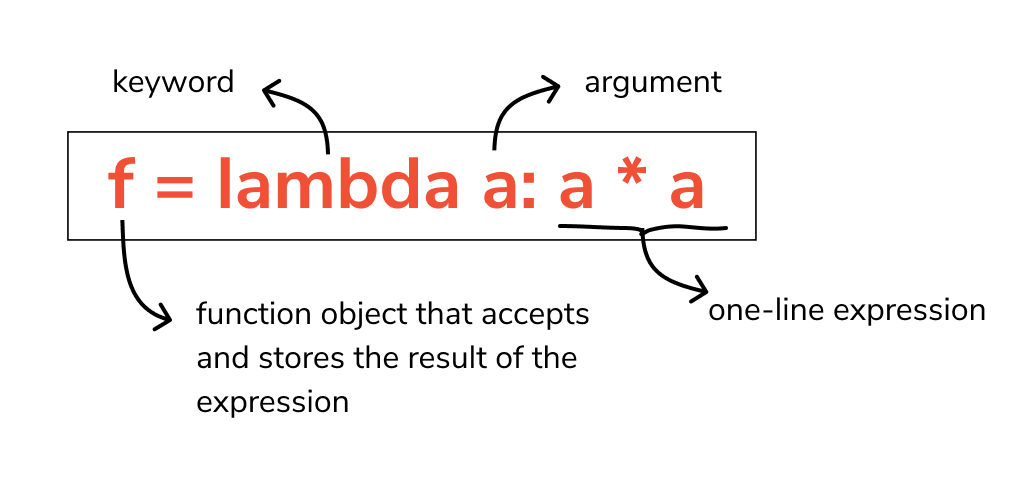 keyword
argument
f = lambda a: a * a
function object that accepts
and stores the result of the
expression
one-line expression